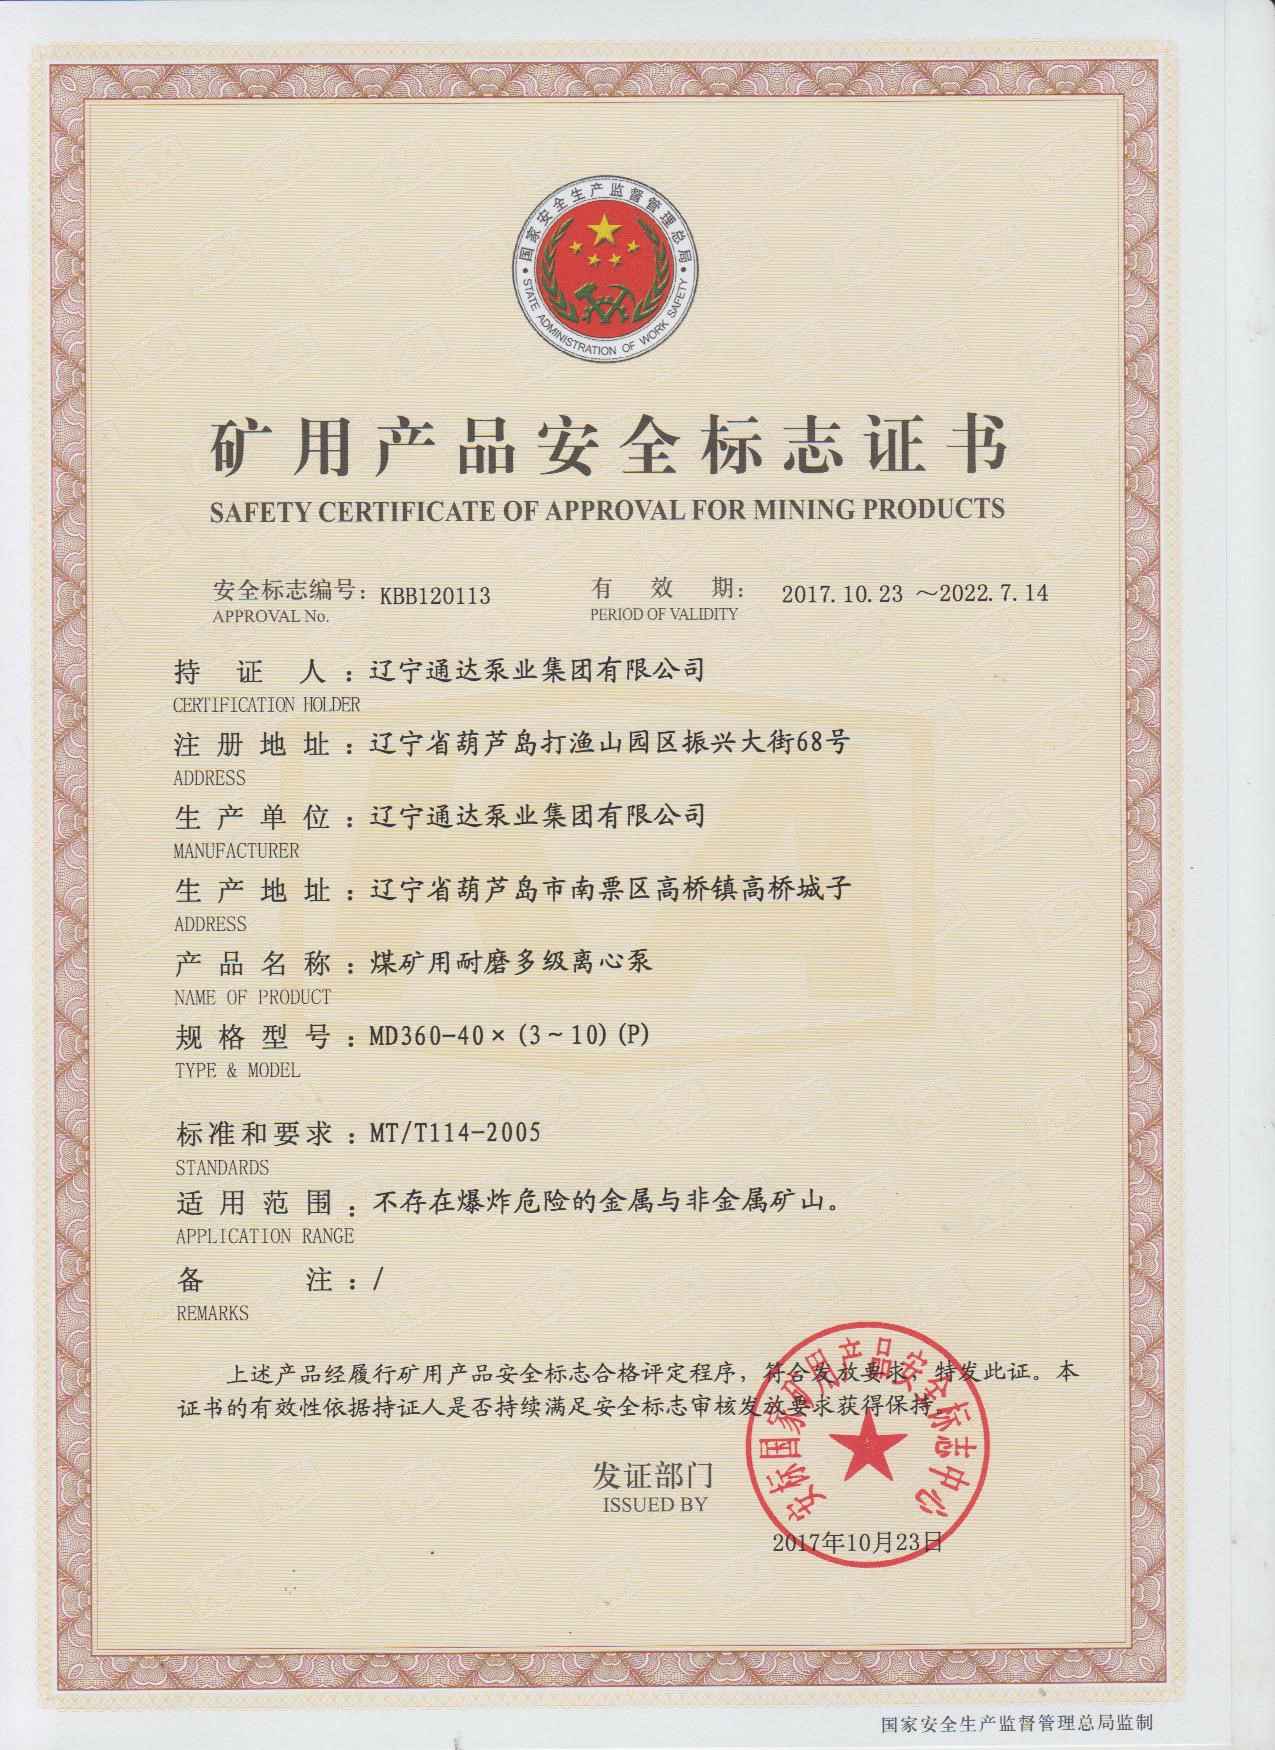 国家安全生产监督管理总局
STATE ADMINISTRATION OF WORK SAFETY
矿用产品安全标志证书
SAFETY CERTIFICATE OF APPROVAL FOR MINING PRODUCTS
安全标志编号：KBB120113 有效期：2017.10.23 ～2022.7.14
APPROVAL No. PERIOD OF VALIDITY
持证人：辽宁通达泵业集团有限公司
CERTIFICATION HOLDER
注册地址：辽宁省葫芦岛打渔山园区振兴大街68号
ADDRESS
生产单位：辽宁通达泵业集团有限公司
MANUFACTURER
生产地址：辽宁省葫芦岛市南票区高桥镇高桥城子
ADDRESS
产品名称：煤矿用耐磨多级离心泵
NAME OF PRODUCT
规格型号：MD360-40×(3~10)(P)
TYPE & MODEL
标准和要求：MT/T114-2005
STANDARDS
适用范围：不存在爆炸危险的金属与非金属矿山。
APPLICATION RANGE
备注：/
REMARKS
上述产品经履行矿用产品安全标志合格评定程序，符合发放要求，特发此证。本
证书的有效性依据持证人是否持续满足安全标志审核发放要求获得保持。
发证部门
ISSUED BY
安标国家矿用产品安全标志中心
2017年10月23日
国家安全生产监督管理总局监制